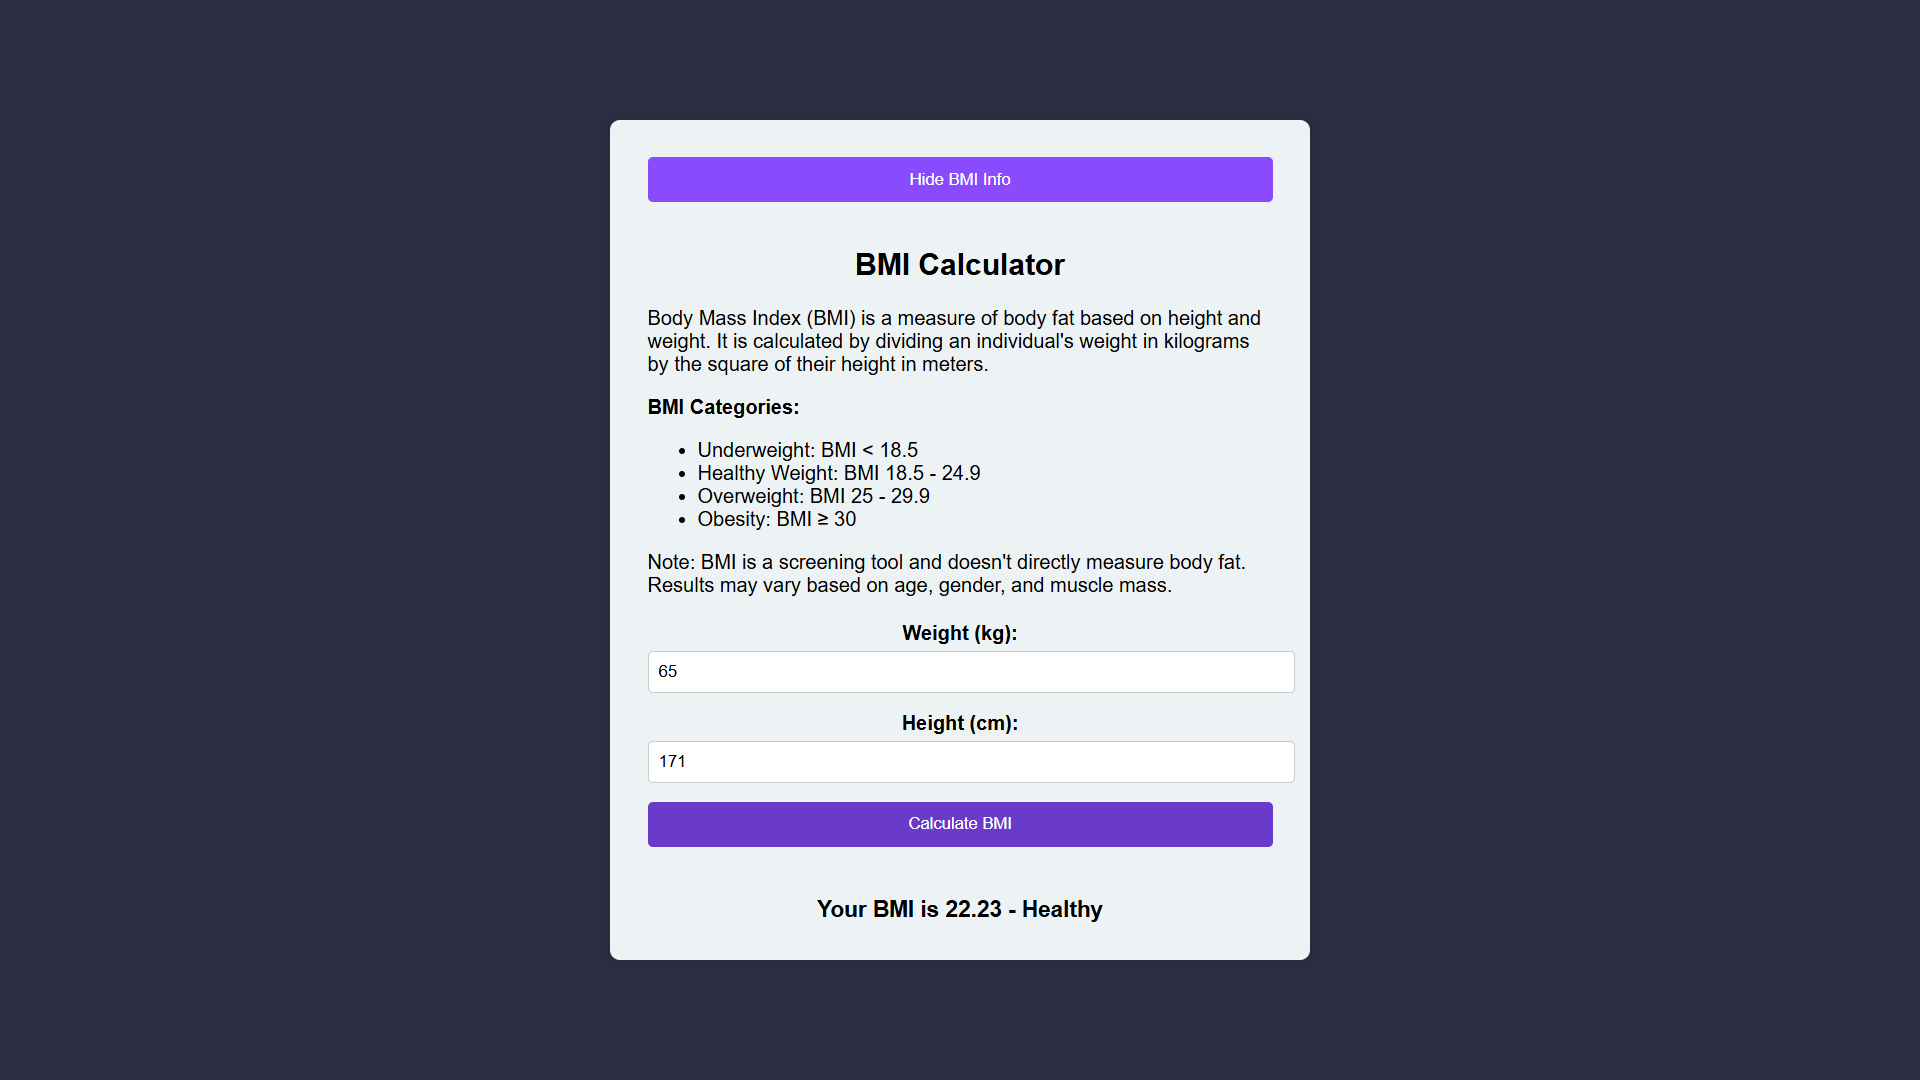 Hide BMI Info
BMI Calculator
Body Mass Index (BMI) is a measure of body fat based on height and
weight. It is calculated by dividing an individual's weight in kilograms
by the square of their height in meters.
BMI Categories:
• Underweight: BMI < 18.5
• Healthy Weight: BMI 18.5 - 24.9
• Overweight: BMI 25 - 29.9
• Obesity: BMI ≥ 30
Note: BMI is a screening tool and doesn't directly measure body fat.
Results may vary based on age, gender, and muscle mass.
Weight (kg):
65
Height (cm):
171
Calculate BMI
Your BMI is 22.23 - Healthy